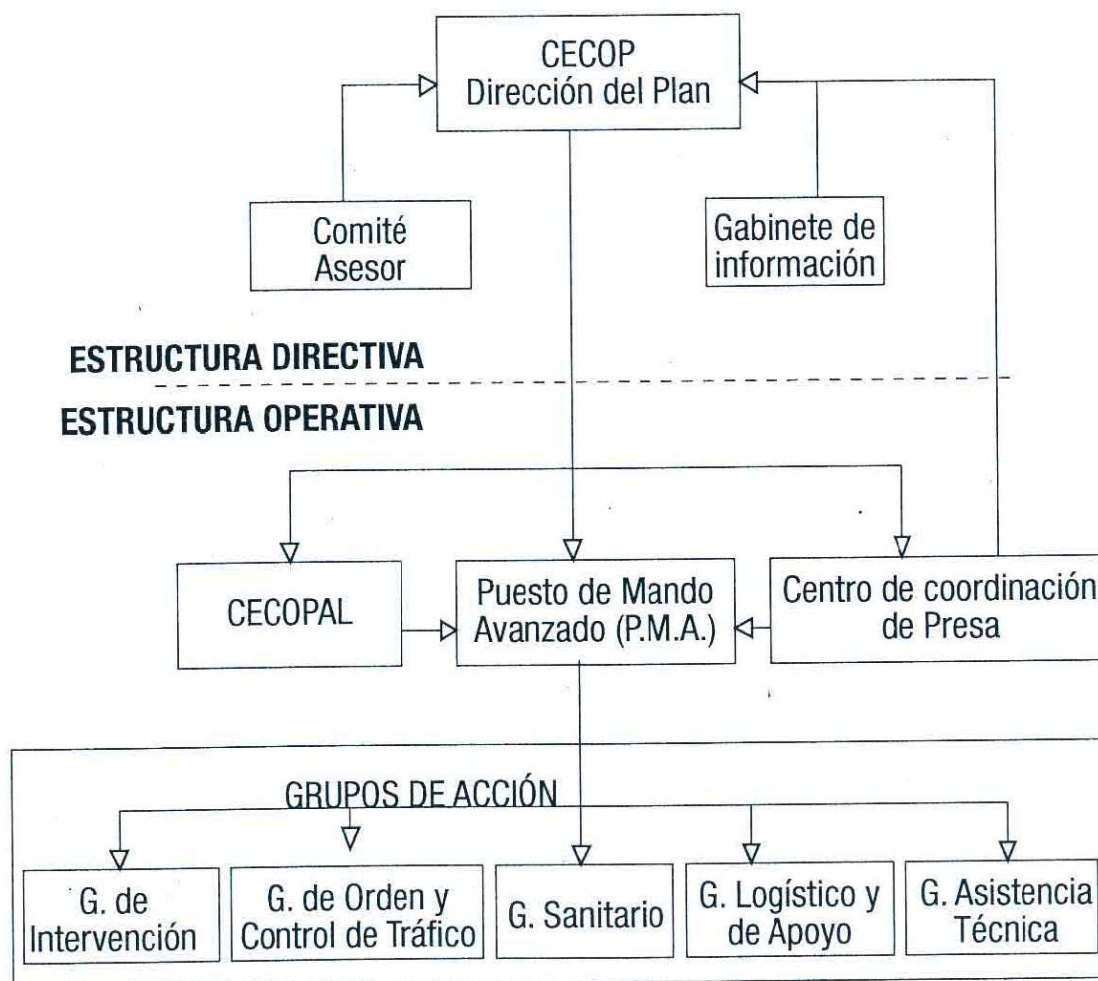 CECOP
Dirección del Plan
Comité
Asesor
Gabinete de
información
ESTRUCTURA DIRECTIVA
ESTRUCTURA OPERATIVA
CECOPAL
Puesto de Mando
Avanzado (P.M.A.)
Centro de coordinación
de Presa
GRUPOS DE ACCIÓN
G. de
Intervención
G. de Orden y
Control de Tráfico
G. Sanitario
G. Logístico y
de Apoyo
G. Asistencia
Técnica